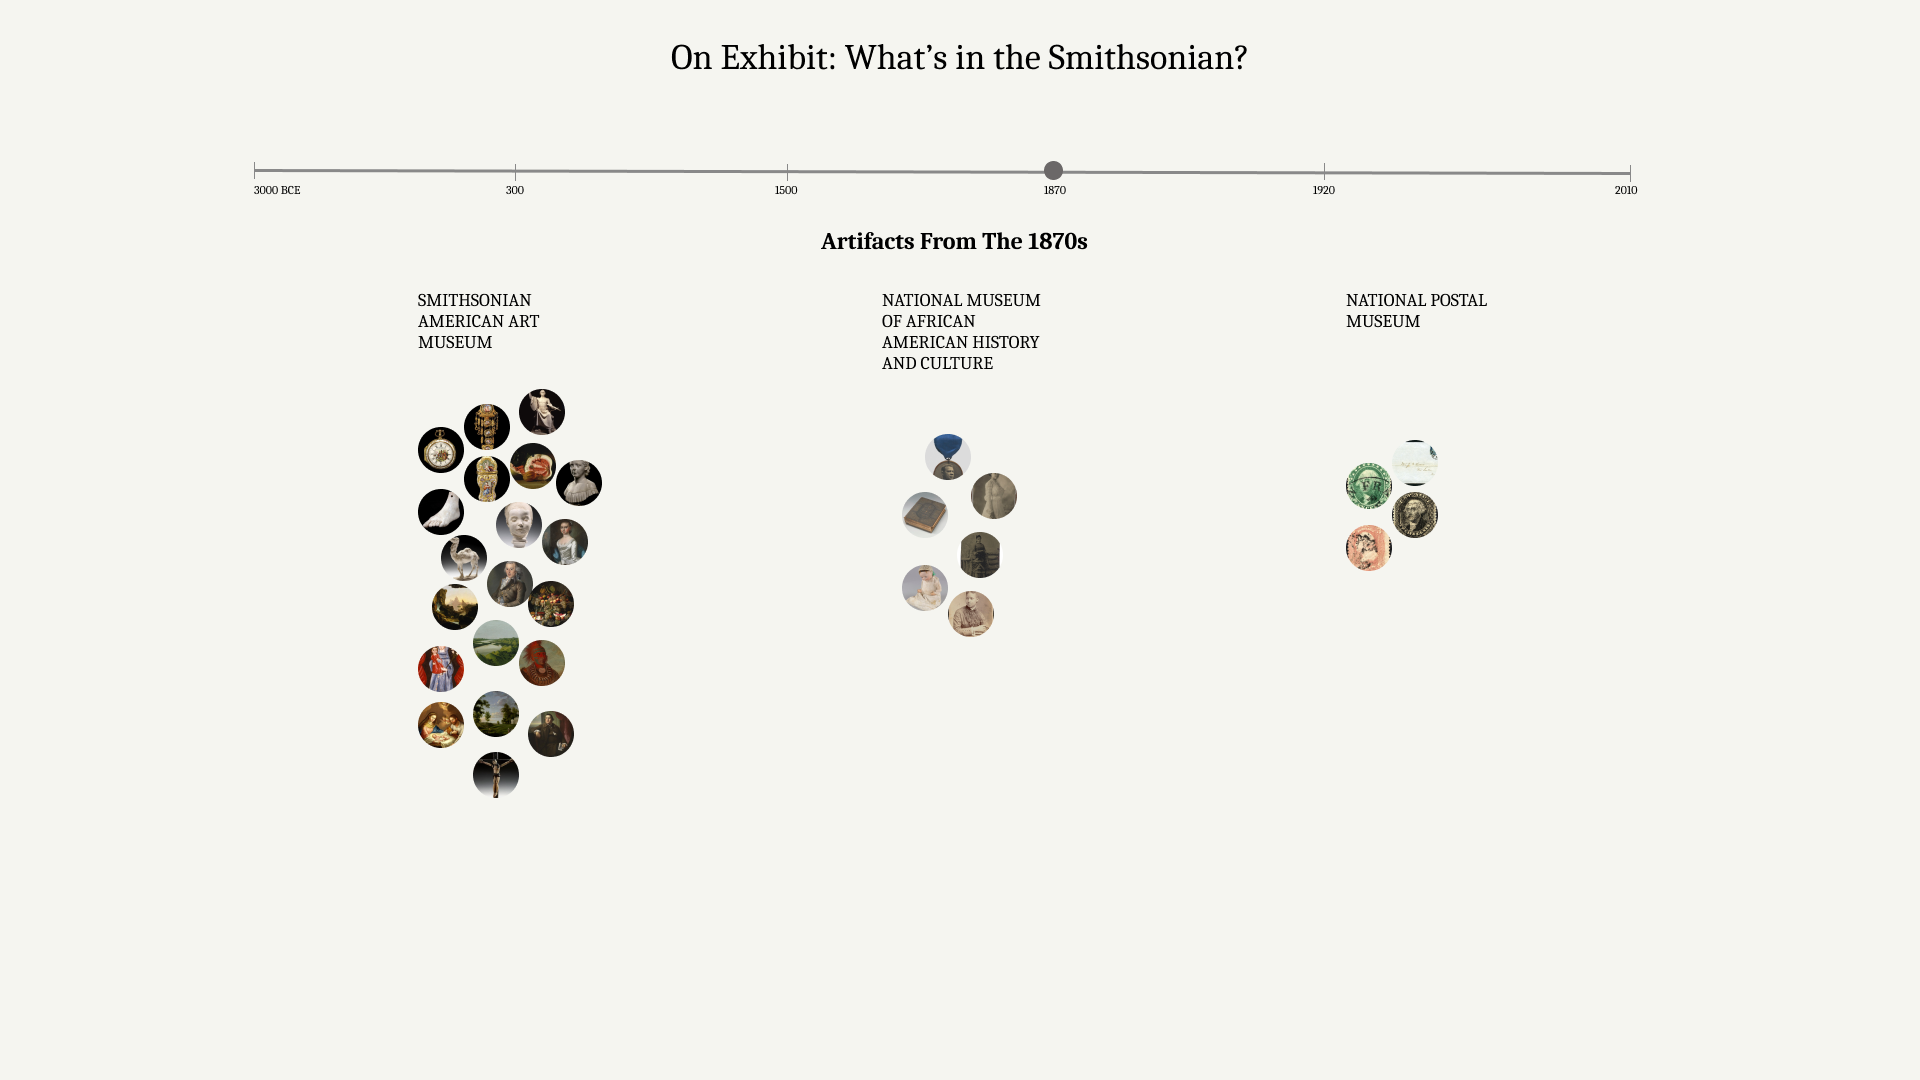 On Exhibit: What’s in the Smithsonian?
3000 BCE 300 1500 1870 1920 2010
Artifacts From The 1870s
SMITHSONIAN
AMERICAN ART
MUSEUM
NATIONAL MUSEUM
OF AFRICAN
AMERICAN HISTORY
AND CULTURE
NATIONAL POSTAL
MUSEUM